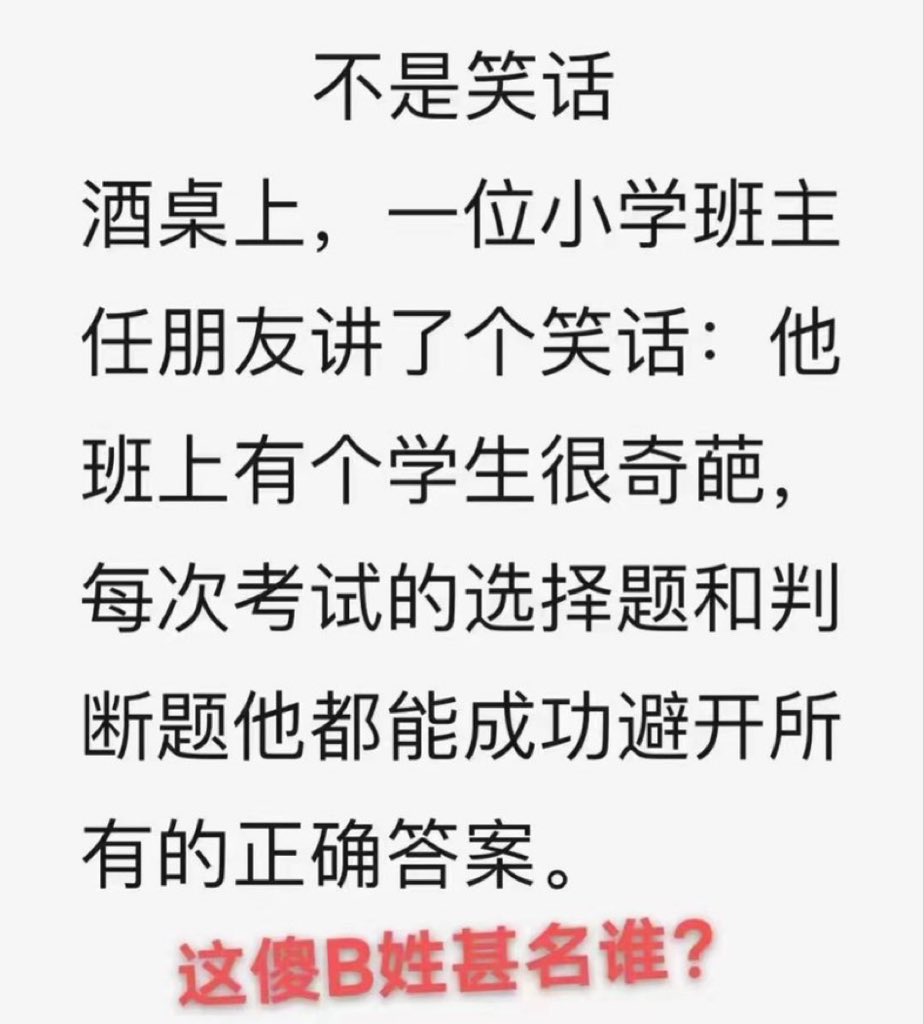 不是笑话
酒桌上，一位小学班主
任朋友讲了个笑话：他
班上有个学生很奇葩，
每次考试的选择题和判
断题他都能成功避开所
有的正确答案。
这傻B姓甚名谁？